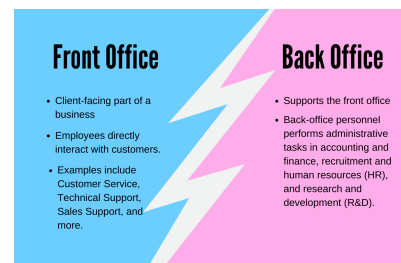 Front Office
• Client-facing part of a
business
• Employees directly
interact with customers.
• Examples include
Customer Service,
Technical Support,
Sales Support, and
more.
Back Office
• Supports the front office
• Back-office personnel
performs administrative
tasks in accounting and
finance, recruitment and
human resources (HR),
and research and
development (R&D).